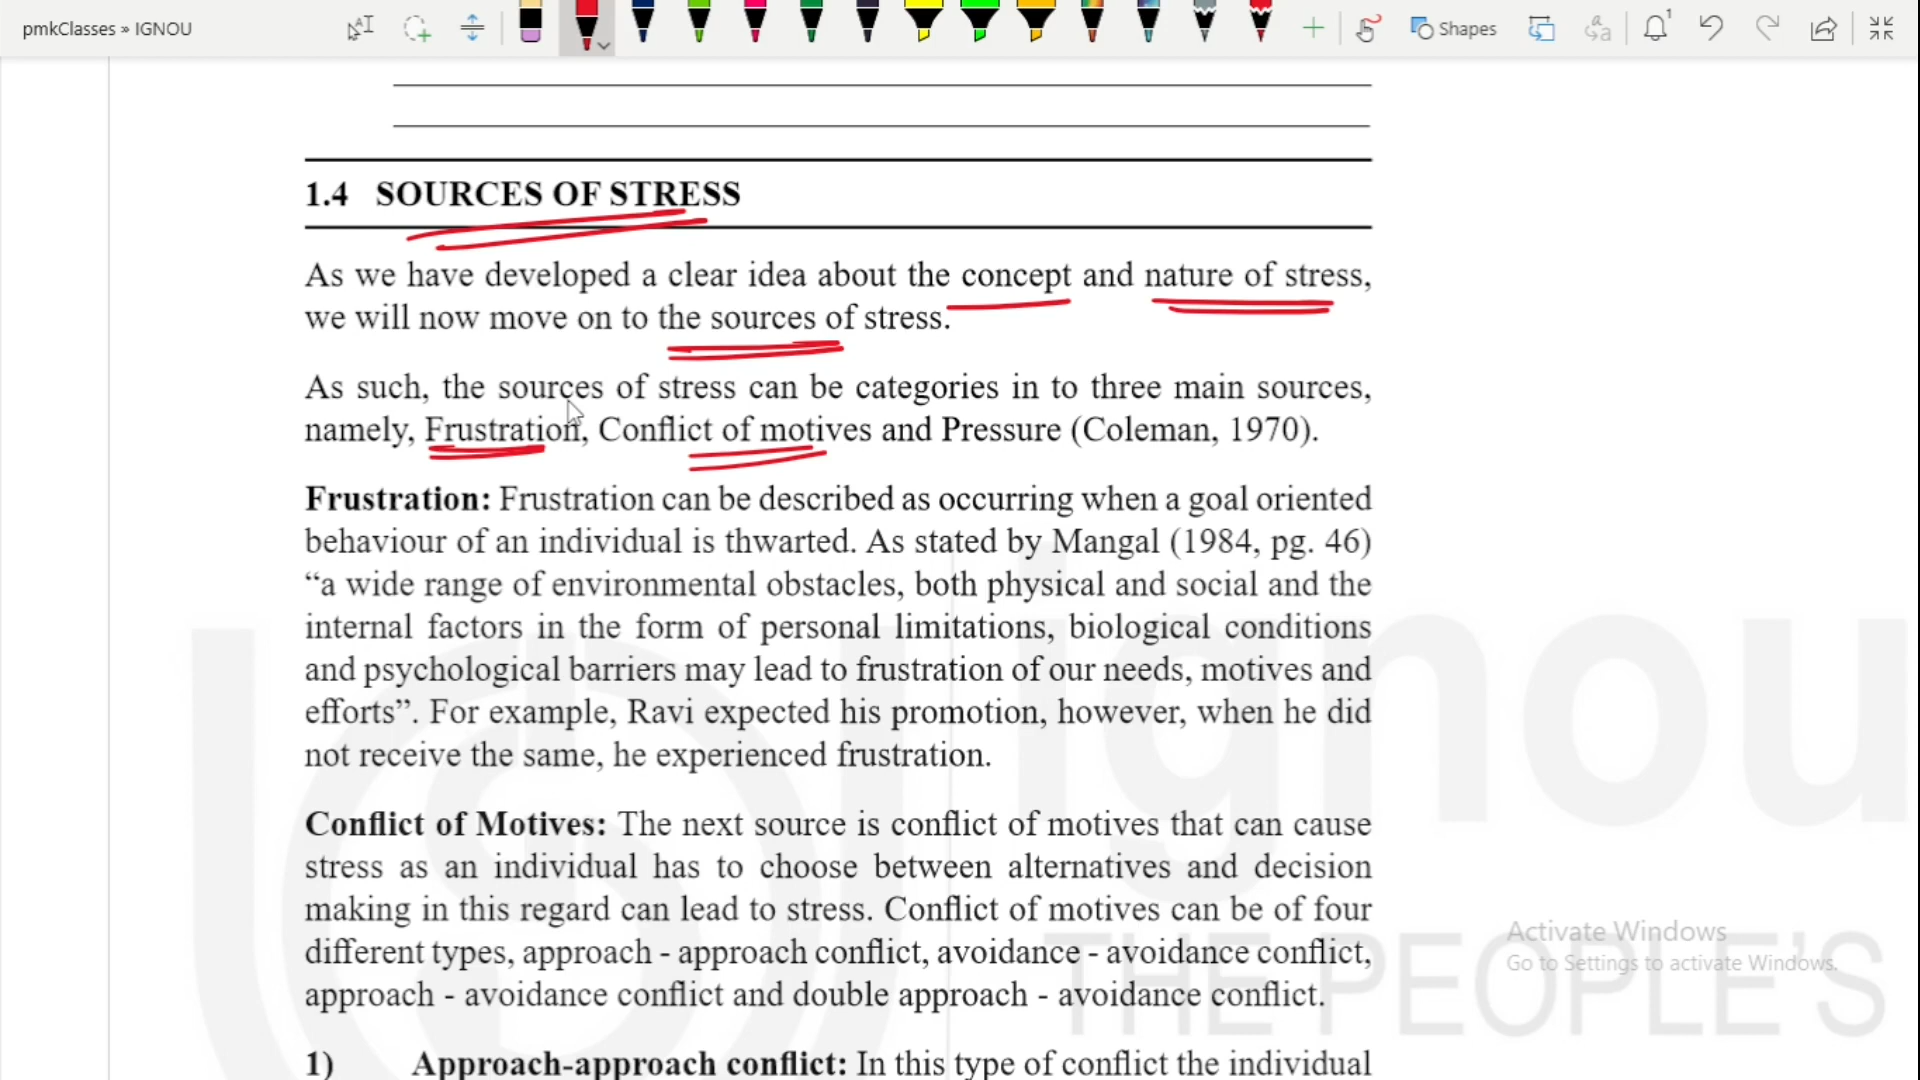 pmkClasses » IGNOU
Shapes
1
1.4 SOURCES OF STRESS
As we have developed a clear idea about the concept and nature of stress,
we will now move on to the sources of stress.
As such, the sources of stress can be categories in to three main sources,
namely, Frustration, Conflict of motives and Pressure (Coleman, 1970).
Frustration: Frustration can be described as occurring when a goal oriented
behaviour of an individual is thwarted. As stated by Mangal (1984, pg. 46)
“a wide range of environmental obstacles, both physical and social and the
internal factors in the form of personal limitations, biological conditions
and psychological barriers may lead to frustration of our needs, motives and
efforts”. For example, Ravi expected his promotion, however, when he did
not receive the same, he experienced frustration.
Conflict of Motives: The next source is conflict of motives that can cause
stress as an individual has to choose between alternatives and decision
making in this regard can lead to stress. Conflict of motives can be of four
different types, approach - approach conflict, avoidance - avoidance conflict,
approach - avoidance conflict and double approach - avoidance conflict.
1) Approach-approach conflict: In this type of conflict the individual
ignou
THE PEOPLE'S
Activate Windows
Go to Settings to activate Windows.